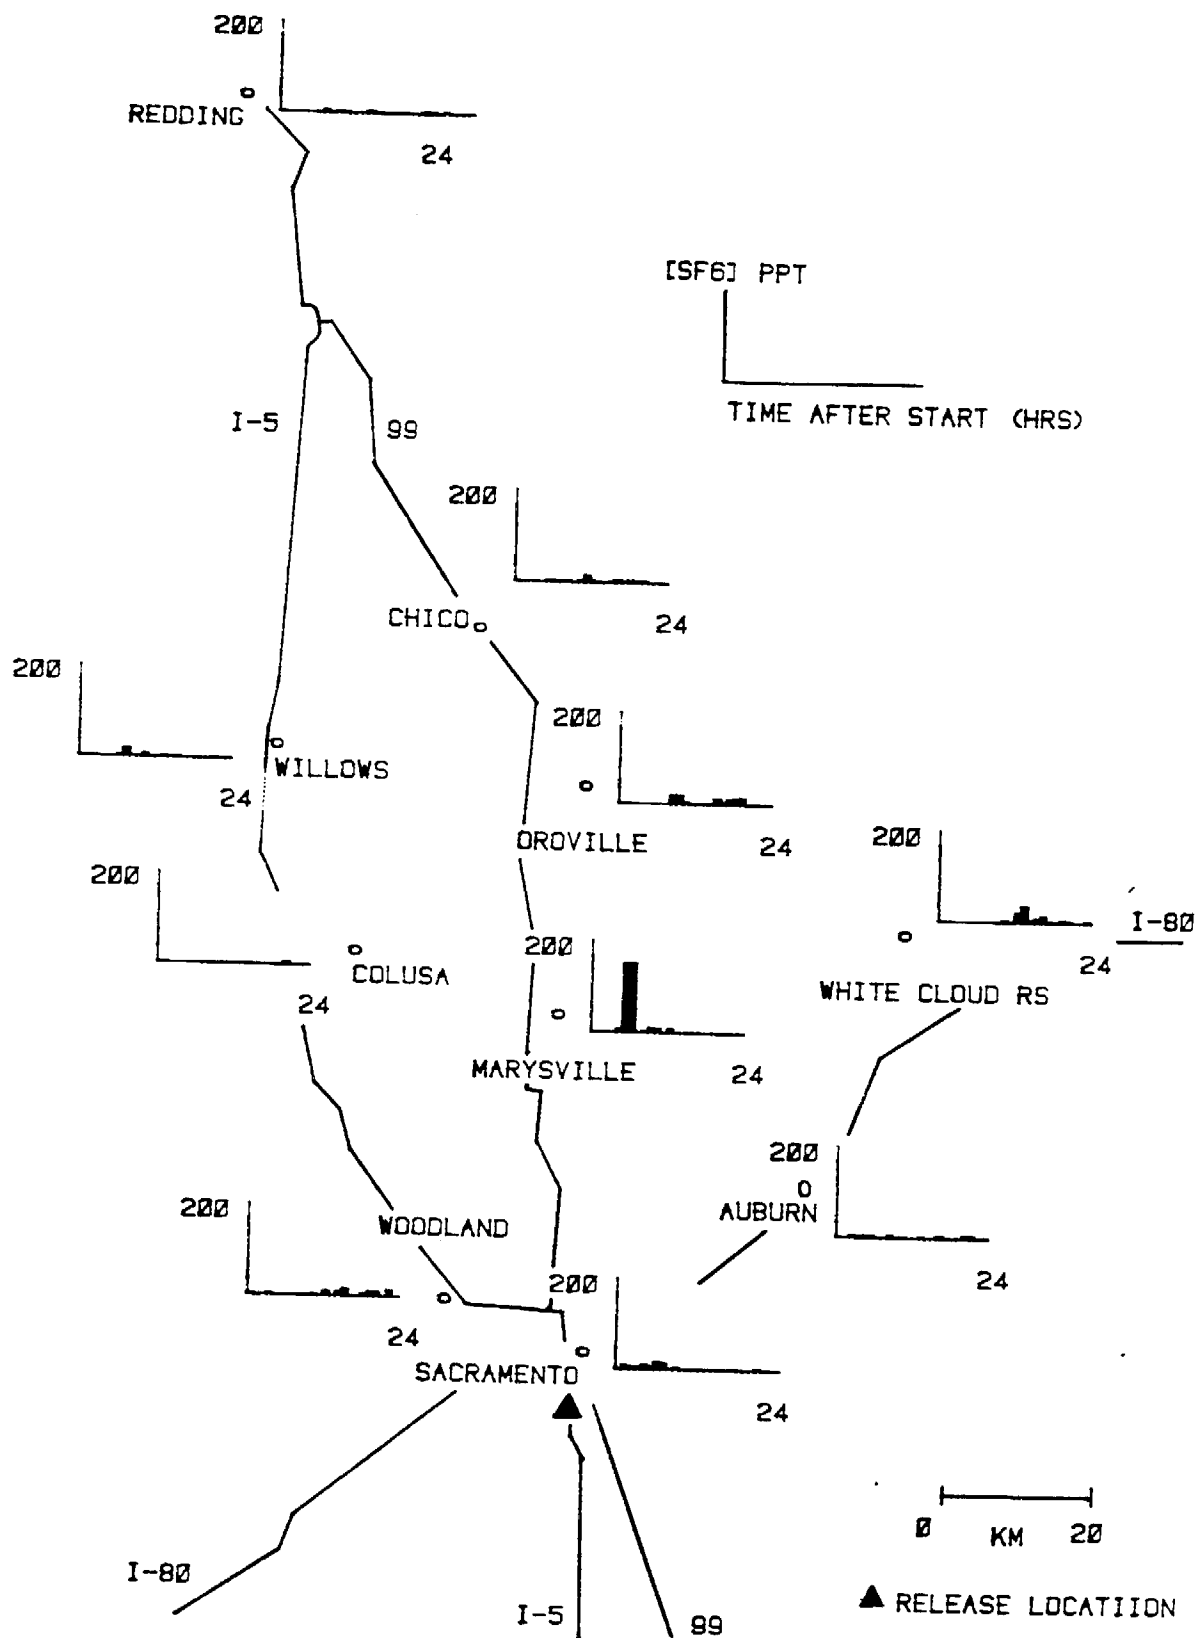 200
REDDING
24
[SF6] PPT
TIME AFTER START (HRS)
I-5
99
200
CHICO
24
200
WILLOWS
24
200
OROVILLE
24
200
I-80
24
WHITE CLOUD RS
200
COLUSA
24
200
MARYSVILLE
24
200
AUBURN
24
200
WOODLAND
24
200
SACRAMENTO
24
0 KM 20
I-80
I-5
99
RELEASE LOCATIION